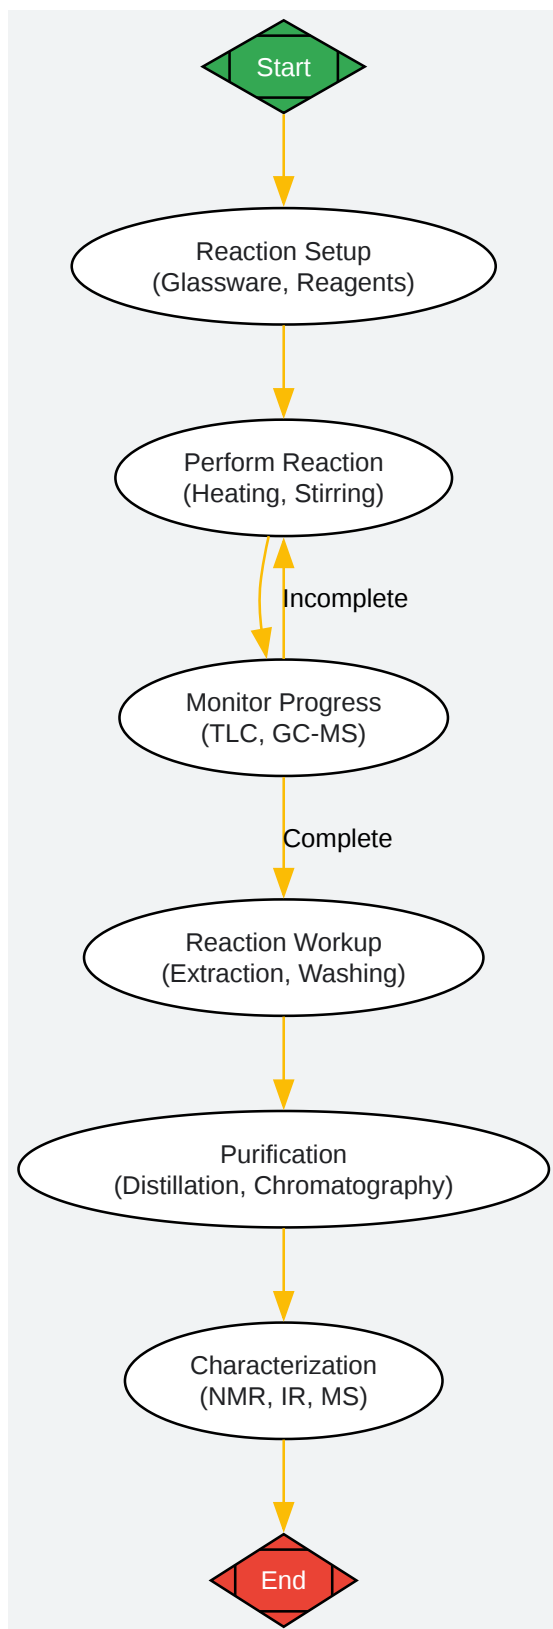 Start
Reaction Setup
(Glassware, Reagents)
Perform Reaction
(Heating, Stirring)
Incomplete
Monitor Progress
(TLC, GC-MS)
Complete
Reaction Workup
(Extraction, Washing)
Purification
(Distillation, Chromatography)
Characterization
(NMR, IR, MS)
End